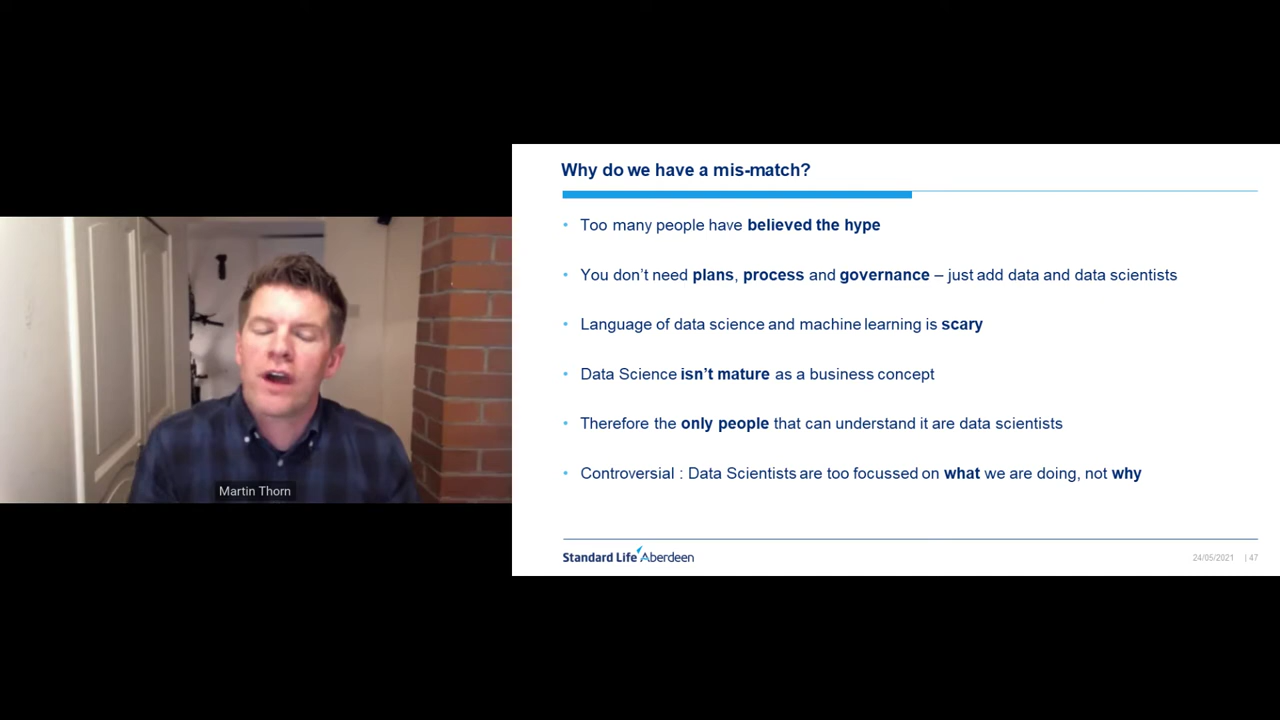 Why do we have a mis-match?
• Too many people have believed the hype
• You don’t need plans, process and governance – just add data and data scientists
• Language of data science and machine learning is scary
• Data Science isn’t mature as a business concept
• Therefore the only people that can understand it are data scientists
• Controversial : Data Scientists are too focussed on what we are doing, not why
Martin Thorn
Standard Life Aberdeen
24/05/2021 | 47